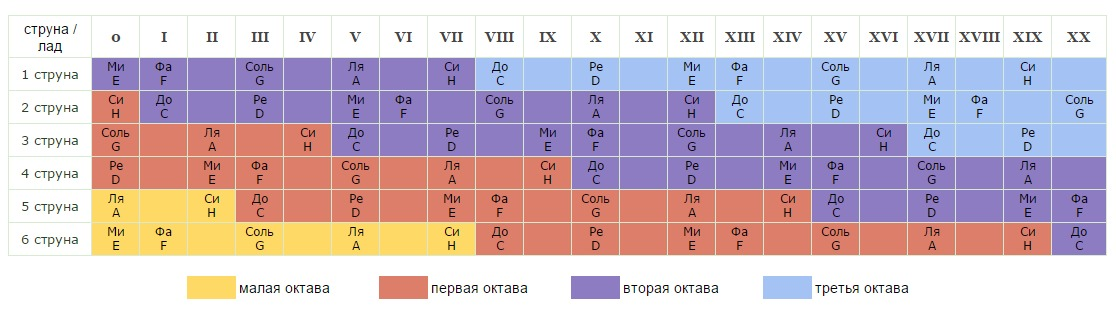 струна / лад o I II III IV V VI VII VIII IX X XI XII XIII XIV XV XVI XVII XVIII XIX XX
1 струна Ми E Фа F Соль G Ля A Си H До C Ре D Ми E Фа F Соль G Ля A Си H
2 струна Си H До C Ре D Ми E Фа F Соль G Ля A Си H До C Ре D Ми E Фа F Соль G
3 струна Соль G Ля A Си H До C Ре D Ми E Фа F Соль G Ля A Си H До C Ре D
4 струна Ре D Ми E Фа F Соль G Ля A Си H До C Ре D Ми E Фа F Соль G Ля A
5 струна Ля A Си H До C Ре D Ми E Фа F Соль G Ля A Си H До C Ре D Ми E Фа F
6 струна Ми E Фа F Соль G Ля A Си H До C Ре D Ми E Фа F Соль G Ля A Си H До C
малая октава первая октава вторая октава третья октава